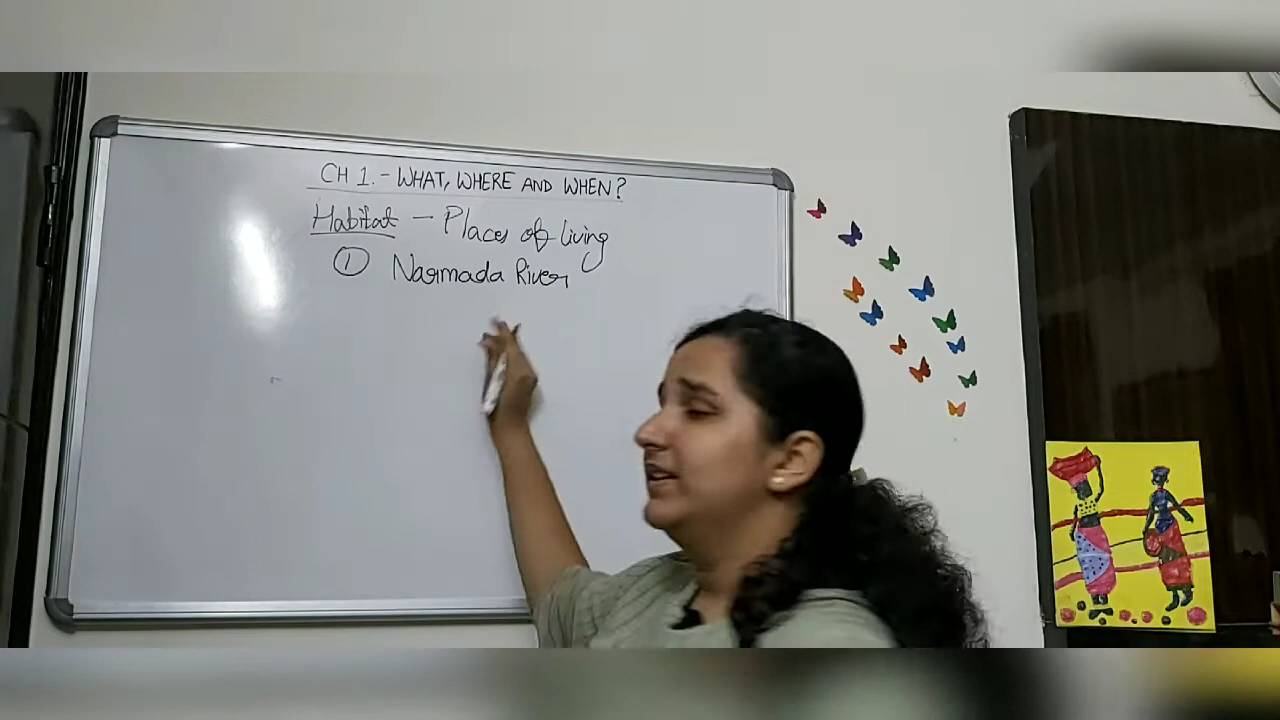 CH 1. - WHAT, WHERE AND WHEN?
Habitat - Places of living
① Narmada River